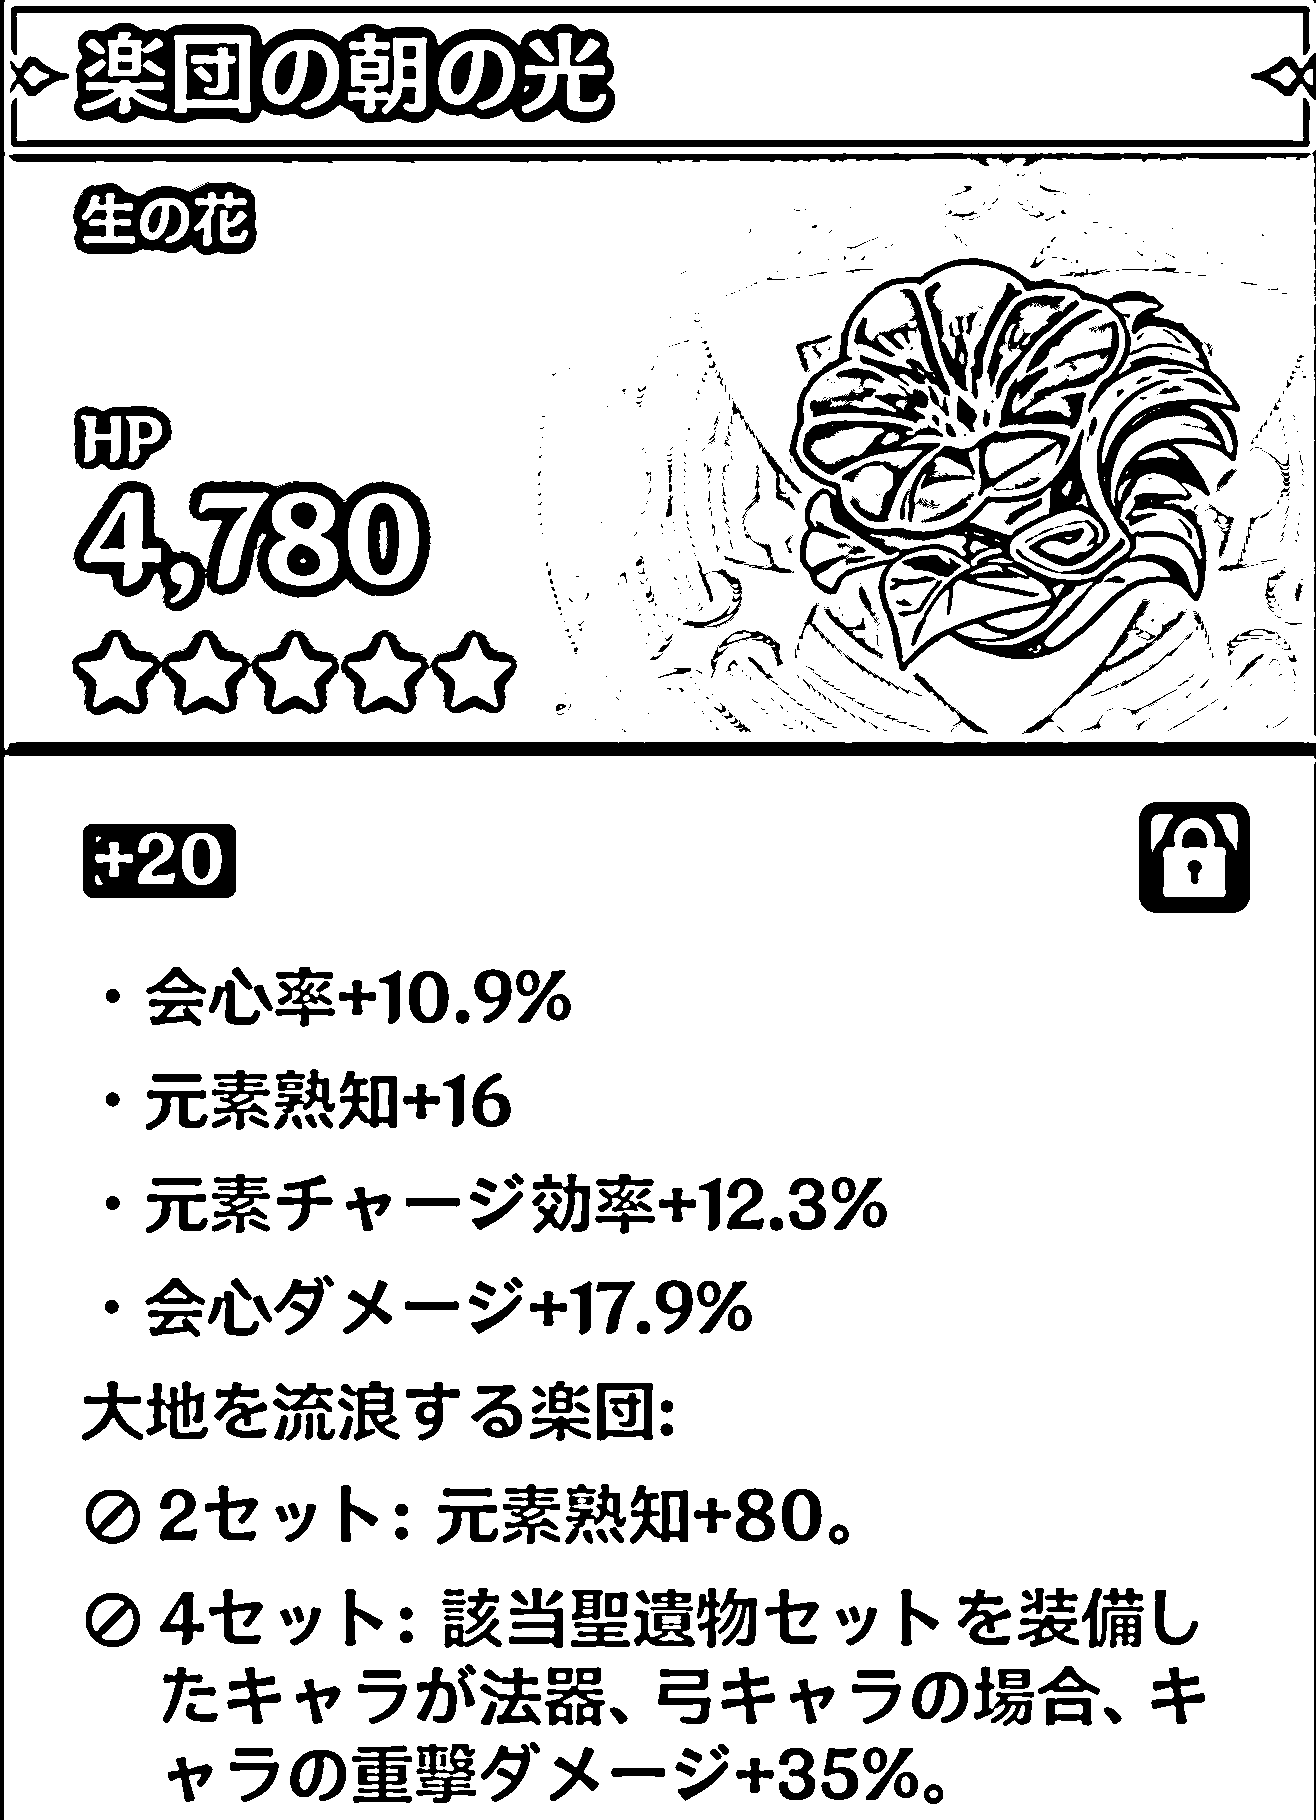 楽団の朝の光
生の花
HP
4,780
+20
・会心率+10.9%
・元素熟知+16
・元素チャージ効率+12.3%
・会心ダメージ+17.9%
大地を流浪する楽団:
2セット: 元素熟知+80。
4セット: 該当聖遺物セットを装備し
たキャラが法器、弓キャラの場合、キ
ャラの重撃ダメージ+35%。